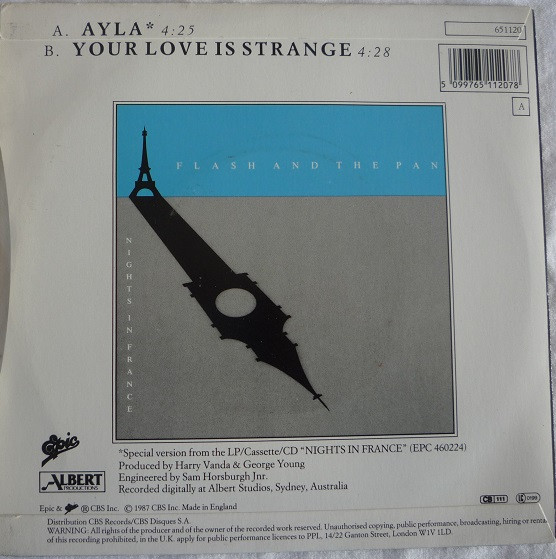 A. AYLA* 4:25
B. YOUR LOVE IS STRANGE 4:28
651120
5 099765 112078
A
FLASH AND THE PAN
NIGHTS IN FRANCE
Epic
ALBERT
PRODUCTIONS
*Special version from the LP/Cassette/CD "NIGHTS IN FRANCE" (EPC 460224)
Produced by Harry Vanda & George Young
Engineered by Sam Horsburgh Jnr.
Recorded digitally at Albert Studios, Sydney, Australia
Epic & ® CBS Inc. © 1987 CBS Inc. Made in England
Distribution CBS Records/CBS Disques S.A.
WARNING: All rights of the producer and of the owner of the recorded work reserved. Unauthorised copying, public performance, broadcasting, hiring or renta
of this recording prohibited, in the U.K. apply for public performance licences to PPL, 14/22 Ganton Street, London W1V 1LD.